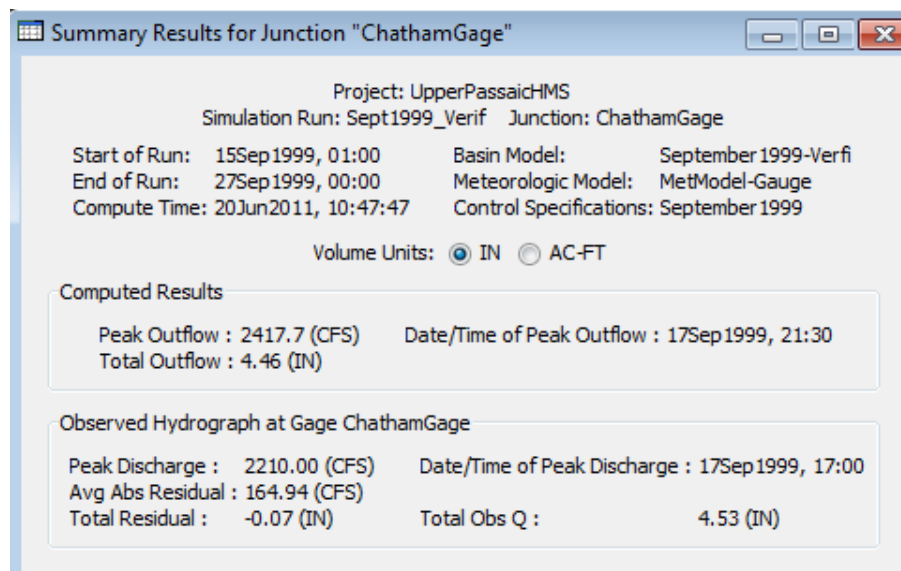 Summary Results for Junction "ChathamGage"
Project: UpperPassaicHMS
Simulation Run: Sept1999_Verif Junction: ChathamGage
Start of Run: 15Sep1999, 01:00 Basin Model: September1999-Verfi
End of Run: 27Sep1999, 00:00 Meteorologic Model: MetModel-Gauge
Compute Time: 20Jun2011, 10:47:47 Control Specifications: September1999
Volume Units: IN AC-FT
Computed Results
Peak Outflow : 2417.7 (CFS) Date/Time of Peak Outflow : 17Sep1999, 21:30
Total Outflow : 4.46 (IN)
Observed Hydrograph at Gage ChathamGage
Peak Discharge : 2210.00 (CFS) Date/Time of Peak Discharge : 17Sep1999, 17:00
Avg Abs Residual : 164.94 (CFS)
Total Residual : -0.07 (IN) Total Obs Q : 4.53 (IN)